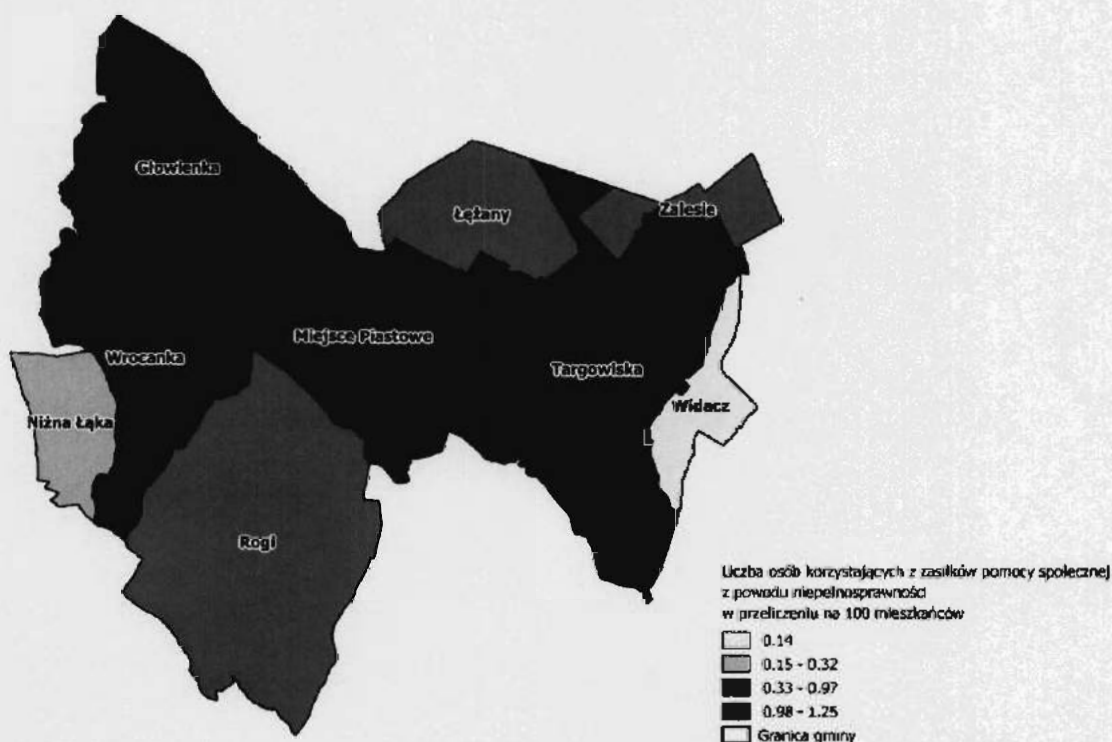 Głowienka
Łężany
Zalesie
Miejsce Piastowe
Wrocanka
Targowiska
Widacz
Niżna Łąka
Rogi
Liczba osób korzystających z zasiłków pomocy społecznej
z powodu niepełnosprawności
w przeliczeniu na 100 mieszkańców
0.14
0.15 - 0.32
0.33 - 0.97
0.98 - 1.25
Granica gminy